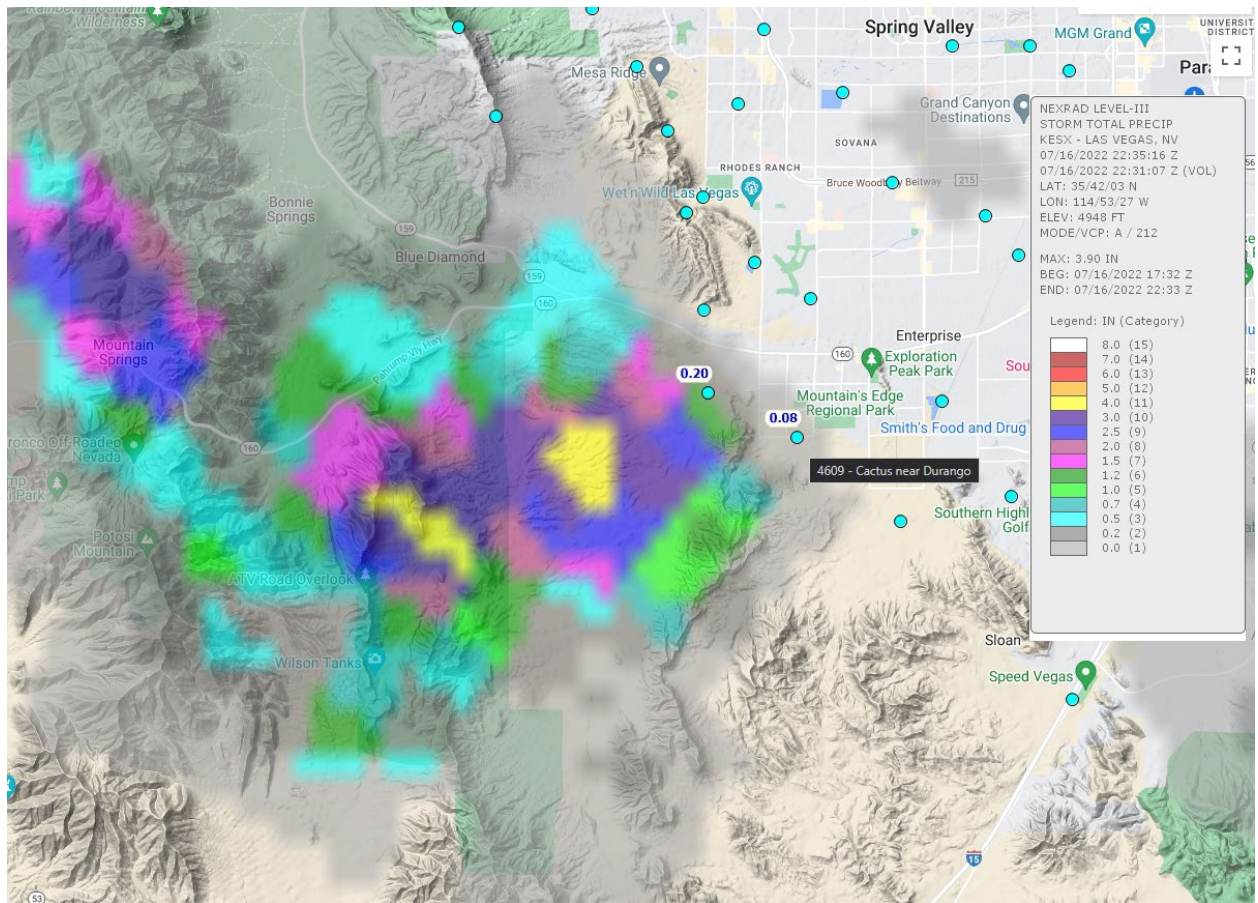 Rainbow Mountain
Wilderness
Spring Valley
MGM Grand
UNIVERSIT
DISTRICT
Para
Mesa Ridge
Grand Canyon
Destinations
SOVANA
RHODES RANCH
Wet'n'Wild Las Vegas
Bruce Woodbury Beltway
215
Bonnie
Springs
159
Blue Diamond
159
160
Pahrump Vly Hwy
Mountain
Springs
160
Enterprise
160
Exploration
Peak Park
Sou
0.20
Mountain's Edge
Regional Park
0.08
Smith's Food and Drug
4609 - Cactus near Durango
ronco Off-Roadeo
Nevada
160
Southern Highl
Golf
Potosi
Mountain
ATV Road Overlook
Wilson Tanks
Sloan
Speed Vegas
15
53
NEXRAD LEVEL-III
STORM TOTAL PRECIP
KESX - LAS VEGAS, NV
07/16/2022 22:35:16 Z
07/16/2022 22:31:07 Z (VOL)
LAT: 35/42/03 N
LON: 114/53/27 W
ELEV: 4948 FT
MODE/VCP: A / 212
MAX: 3.90 IN
BEG: 07/16/2022 17:32 Z
END: 07/16/2022 22:33 Z
Legend: IN (Category)
8.0 (15)
7.0 (14)
6.0 (13)
5.0 (12)
4.0 (11)
3.0 (10)
2.5 (9)
2.0 (8)
1.5 (7)
1.2 (6)
1.0 (5)
0.7 (4)
0.5 (3)
0.2 (2)
0.0 (1)